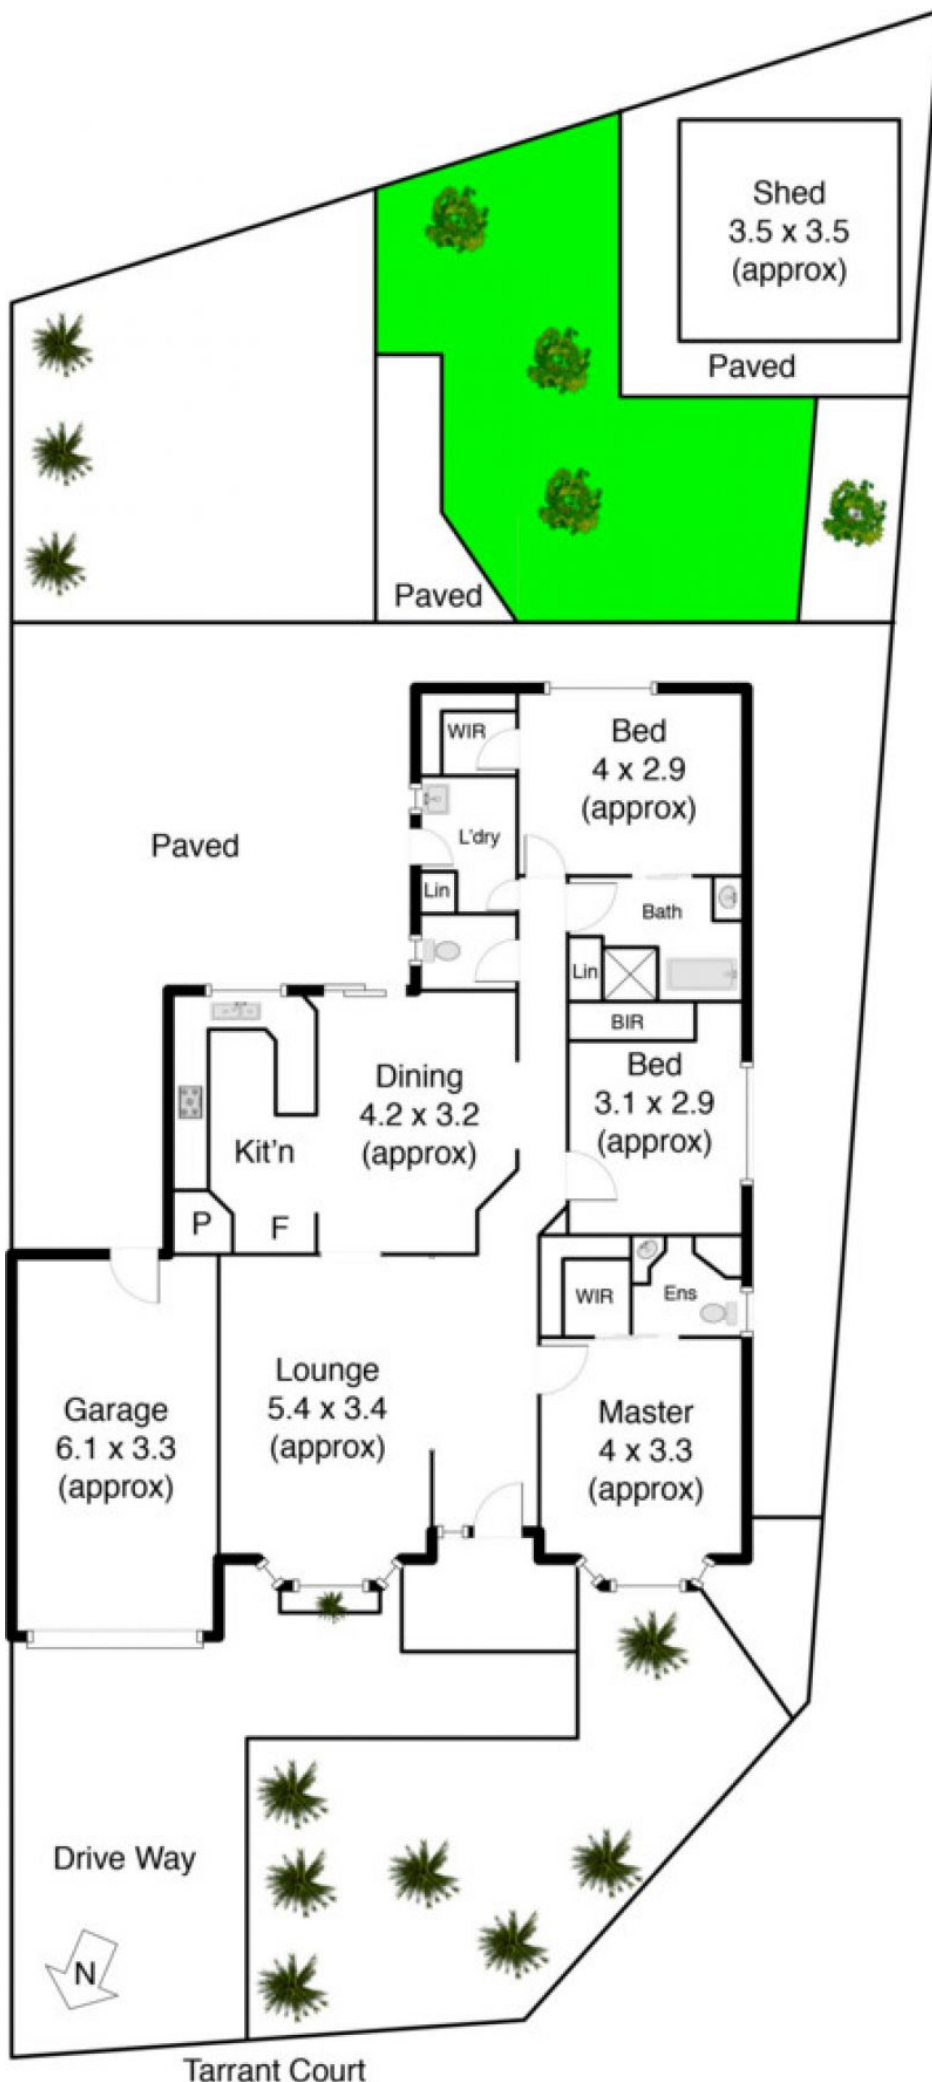 Shed
3.5 x 3.5
(approx)
Paved
Paved
WIR
Bed
4 x 2.9
(approx)
Paved
L'dry
Lin
Bath
Lin
BIR
Bed
3.1 x 2.9
(approx)
Dining
4.2 x 3.2
(approx)
Kit'n
P
F
WIR
Ens
Lounge
5.4 x 3.4
(approx)
Garage
6.1 x 3.3
(approx)
Master
4 x 3.3
(approx)
Drive Way
N
Tarrant Court